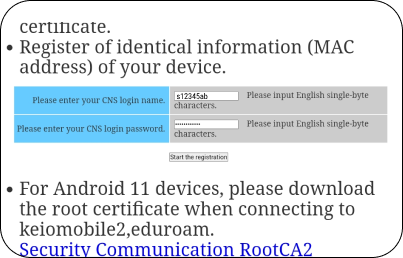 certificate.
• Register of identical information (MAC
address) of your device.
Please enter your CNS login name. s12345ab Please input English single-byte
characters.
Please enter your CNS login password. ············ Please input English single-byte
characters.
Start the registration
• For Android 11 devices, please download
the root certificate when connecting to
keiomobile2,eduroam.
Security Communication RootCA2